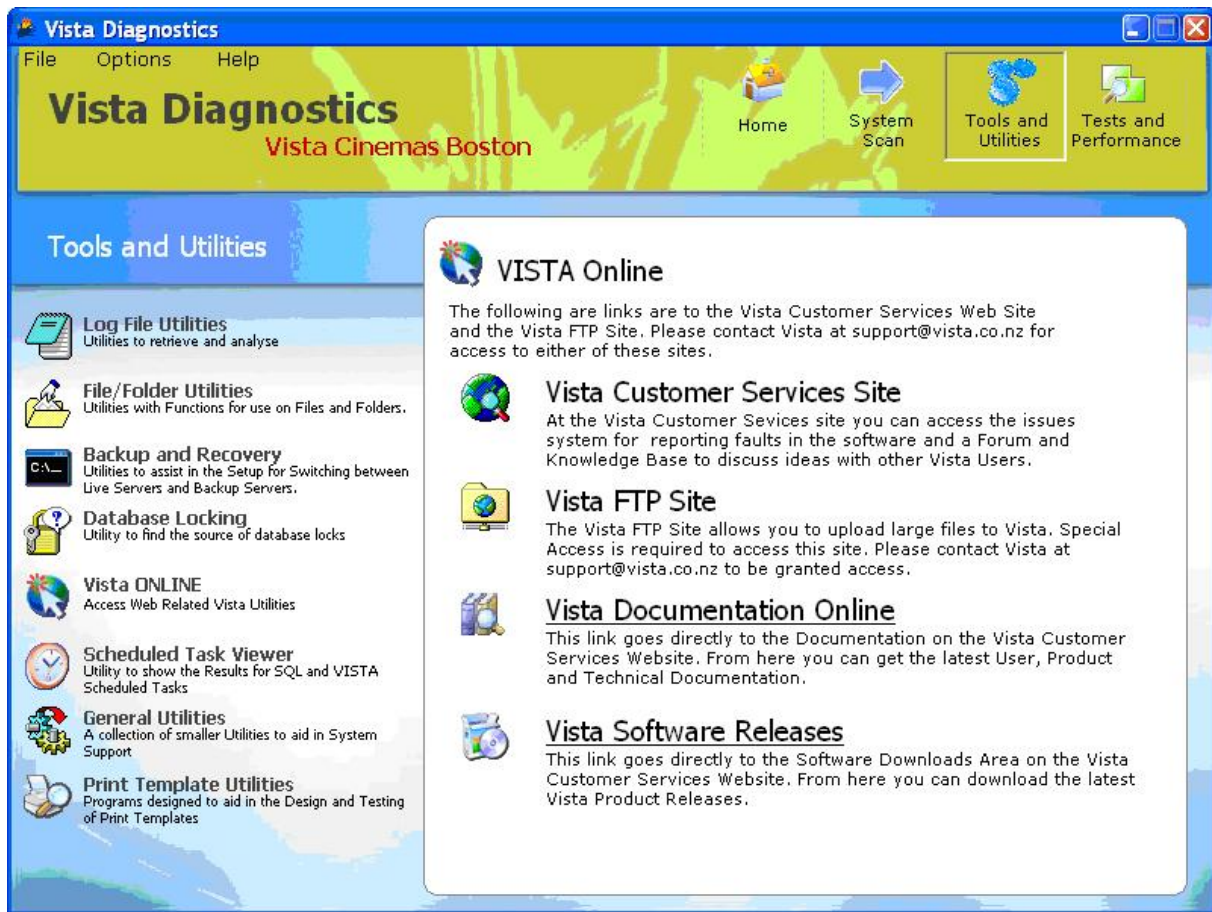 Vista Diagnostics
File Options Help
Vista Diagnostics
Vista Cinemas Boston
Home
System
Scan
Tools and
Utilities
Tests and
Performance
Tools and Utilities
Log File Utilities
Utilities to retrieve and analyse
File/Folder Utilities
Utilities with Functions for use on Files and Folders.
C:\_
Backup and Recovery
Utilities to assist in the Setup for Switching between
Live Servers and Backup Servers.
Database Locking
Utility to find the source of database locks
Vista ONLINE
Access Web Related Vista Utilities
Scheduled Task Viewer
Utility to show the Results for SQL and VISTA
Scheduled Tasks
General Utilities
A collection of smaller Utilities to aid in System
Support
Print Template Utilities
Programs designed to aid in the Design and Testing
of Print Templates
VISTA Online
The following are links are to the Vista Customer Services Web Site
and the Vista FTP Site. Please contact Vista at support@vista.co.nz for
access to either of these sites.
Vista Customer Services Site
At the Vista Customer Sevices site you can access the issues
system for reporting faults in the software and a Forum and
Knowledge Base to discuss ideas with other Vista Users.
Vista FTP Site
The Vista FTP Site allows you to upload large files to Vista. Special
Access is required to access this site. Please contact Vista at
support@vista.co.nz to be granted access.
Vista Documentation Online
This link goes directly to the Documentation on the Vista Customer
Services Website. From here you can get the latest User, Product
and Technical Documentation.
Vista Software Releases
This link goes directly to the Software Downloads Area on the Vista
Customer Services Website. From here you can download the latest
Vista Product Releases.